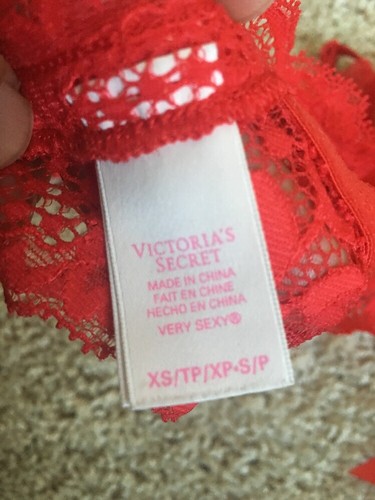 VICTORIA'S
SECRET
MADE IN CHINA
FAIT EN CHINE
HECHO EN CHINA
VERY SEXY®
XS/TP/XP•S/P